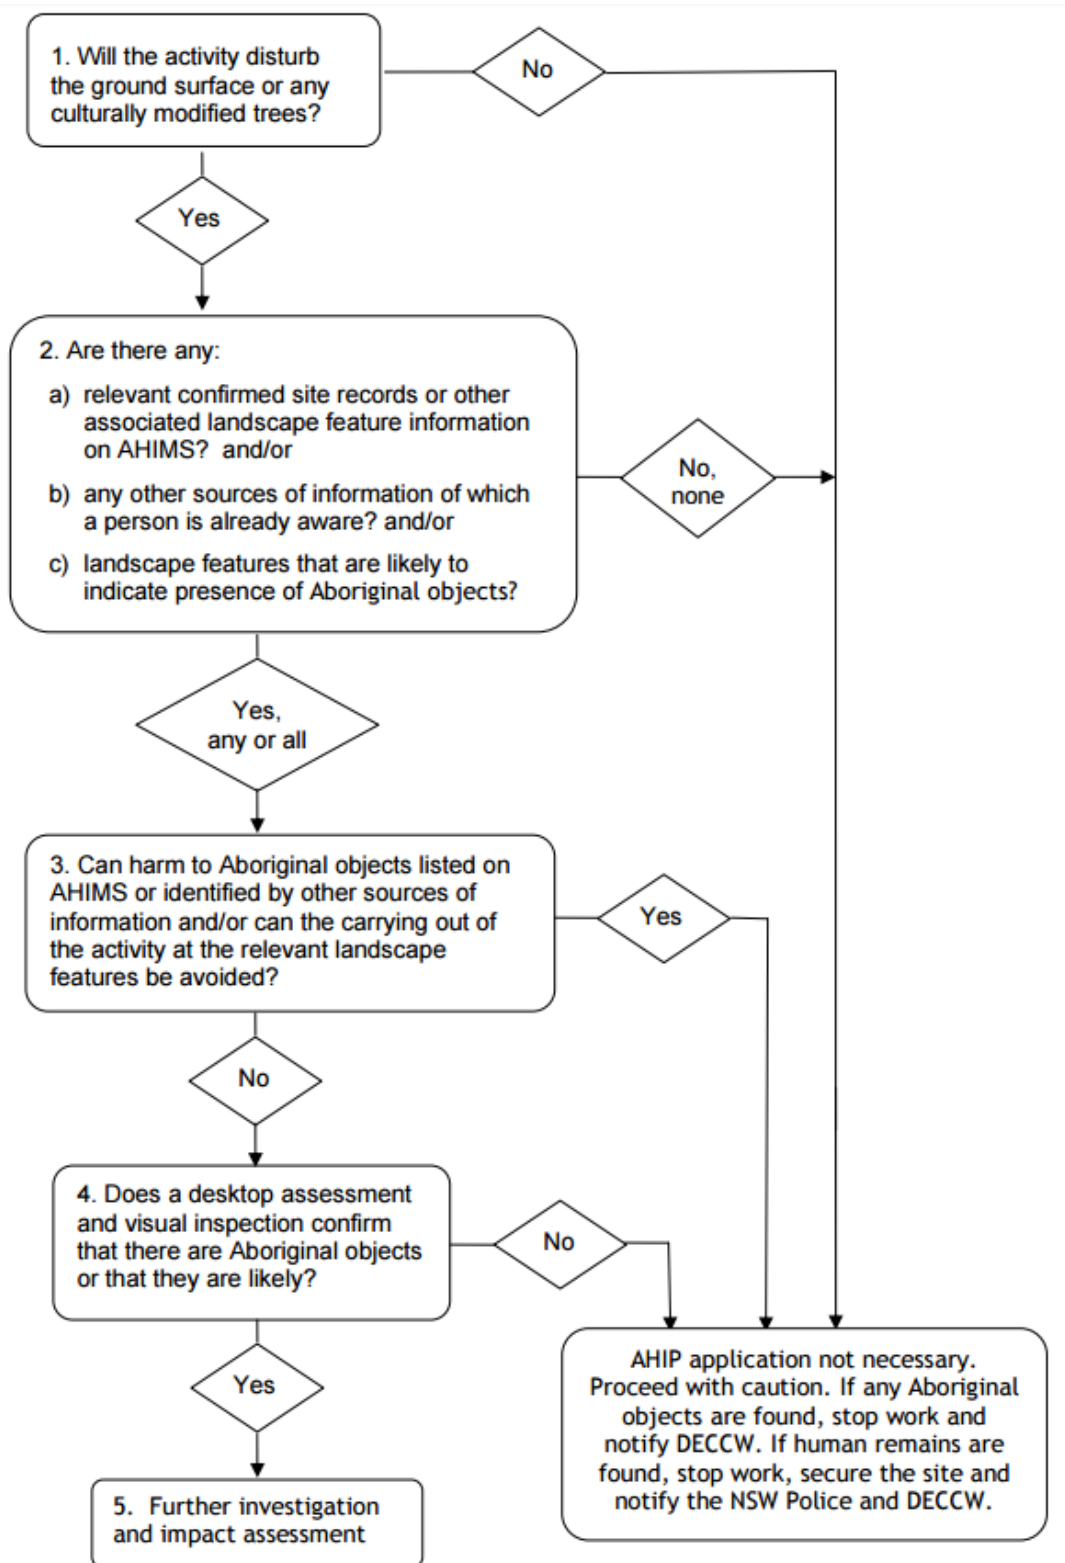 1. Will the activity disturb
the ground surface or any
culturally modified trees?
No
Yes
2. Are there any:
a) relevant confirmed site records or other
associated landscape feature information
on AHIMS? and/or
b) any other sources of information of which
a person is already aware? and/or
c) landscape features that are likely to
indicate presence of Aboriginal objects?
No,
none
Yes,
any or all
3. Can harm to Aboriginal objects listed on
AHIMS or identified by other sources of
information and/or can the carrying out of
the activity at the relevant landscape
features be avoided?
Yes
No
4. Does a desktop assessment
and visual inspection confirm
that there are Aboriginal objects
or that they are likely?
No
Yes
AHIP application not necessary.
Proceed with caution. If any Aboriginal
objects are found, stop work and
notify DECCW. If human remains are
found, stop work, secure the site and
notify the NSW Police and DECCW.
5. Further investigation
and impact assessment